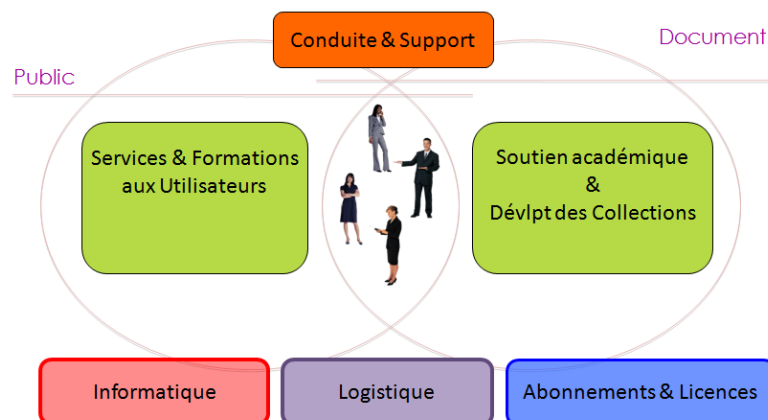 Conduite & Support
Document
Public
Services & Formations
aux Utilisateurs
Soutien académique
&
Dévlpt des Collections
Informatique
Logistique
Abonnements & Licences